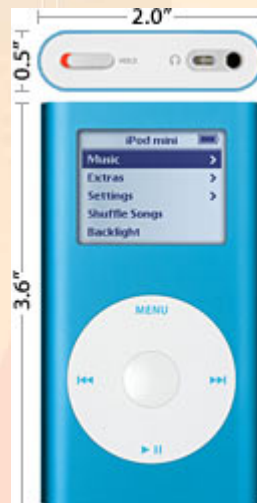 2.0"
0.5"
HOLD
3.6"
iPod mini
Music >
Extras >
Settings >
Shuffle Songs
Backlight
MENU